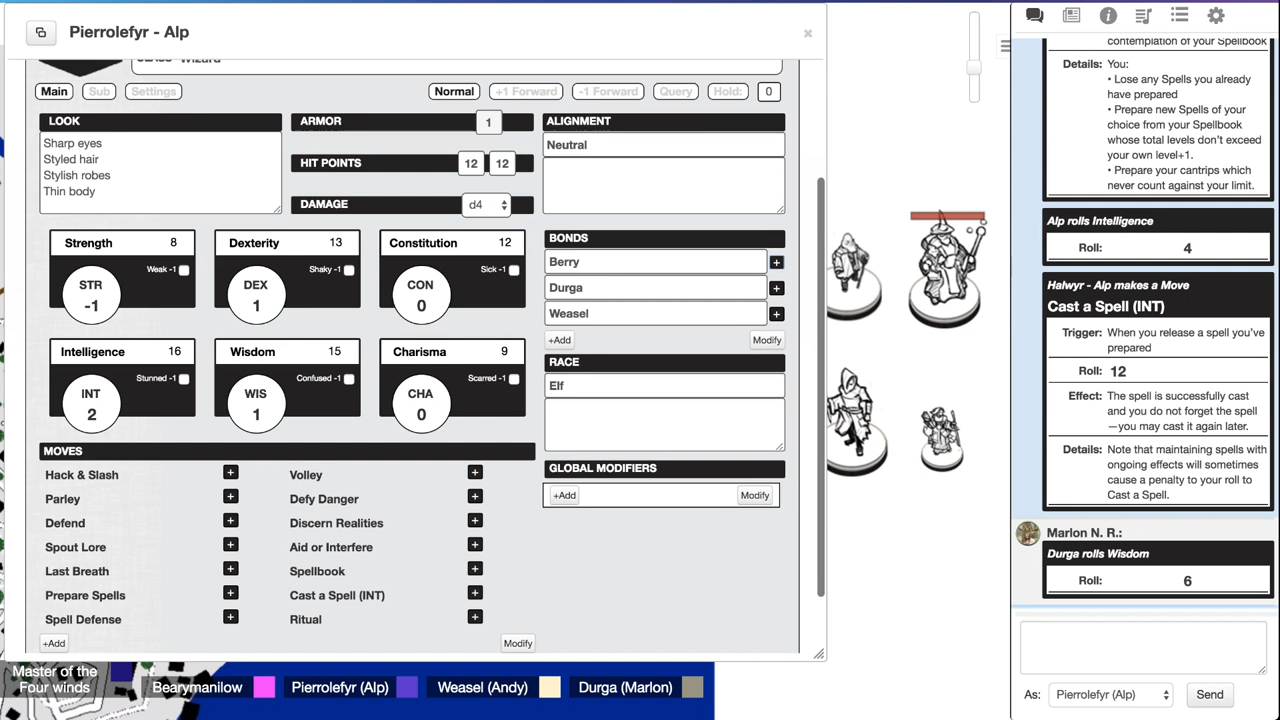 Pierrolefyr - Alp
×
CLASS Wizard
Main Sub Settings
Normal +1 Forward -1 Forward Query Hold: 0
LOOK
Sharp eyes
Styled hair
Stylish robes
Thin body
ARMOR 1
HIT POINTS 12 12
DAMAGE d4
ALIGNMENT
Neutral
Strength 8
Weak -1
STR
-1
Dexterity 13
Shaky -1
DEX
1
Constitution 12
Sick -1
CON
0
Intelligence 16
Stunned -1
INT
2
Wisdom 15
Confused -1
WIS
1
Charisma 9
Scarred -1
CHA
0
BONDS
Berry +
Durga +
Weasel +
+Add Modify
RACE
Elf
GLOBAL MODIFIERS
+Add Modify
MOVES
Hack & Slash + Volley +
Parley + Defy Danger +
Defend + Discern Realities +
Spout Lore + Aid or Interfere +
Last Breath + Spellbook +
Prepare Spells + Cast a Spell (INT) +
Spell Defense + Ritual +
+Add Modify
Master of the
Four winds
Bearymanilow
Pierrolefyr (Alp)
Weasel (Andy)
Durga (Marlon)
contemplation of your Spellbook
Details: You:
• Lose any Spells you already
have prepared
• Prepare new Spells of your
choice from your Spellbook
whose total levels don't exceed
your own level+1.
• Prepare your cantrips which
never count against your limit.
Alp rolls Intelligence
Roll: 4
Halwyr - Alp makes a Move
Cast a Spell (INT)
Trigger: When you release a spell you've
prepared
Roll: 12
Effect: The spell is successfully cast
and you do not forget the spell
—you may cast it again later.
Details: Note that maintaining spells with
ongoing effects will sometimes
cause a penalty to your roll to
Cast a Spell.
Marlon N. R.:
Durga rolls Wisdom
Roll: 6
As: Pierrolefyr (Alp) Send